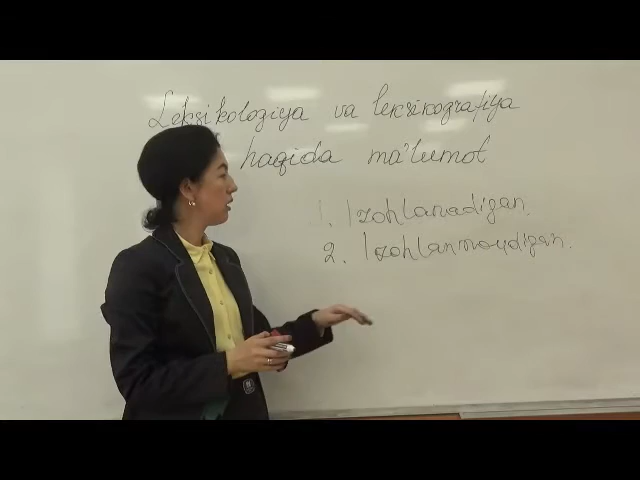 Leksikologiya va leksikografiya
haqida ma'lumot
1. Izohlanadigan.
2. Izohlanmaydigan.